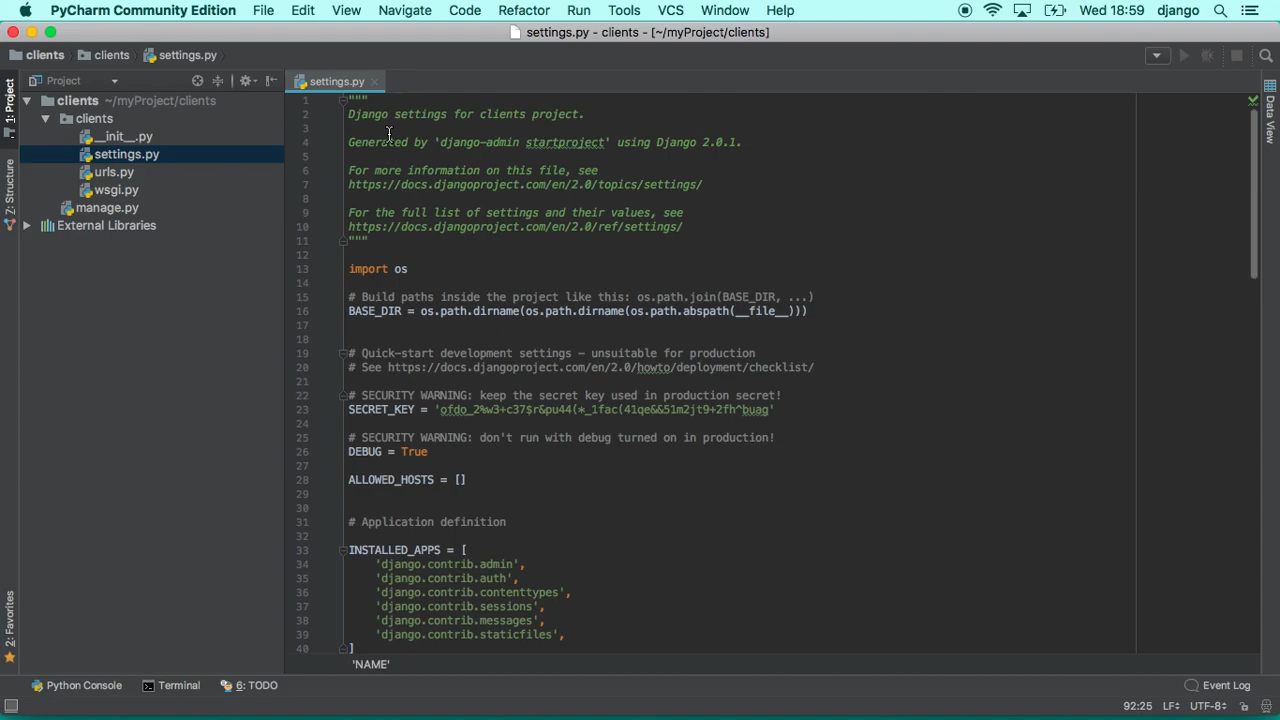 PyCharm Community Edition File Edit View Navigate Code Refactor Run Tools VCS Window Help Wed 18:59 django
settings.py - clients - [~/myProject/clients]
clients clients settings.py
1: Project
Z: Structure
2: Favorites
Project
clients ~/myProject/clients
clients
__init__.py
settings.py
urls.py
wsgi.py
manage.py
External Libraries
settings.py
1 """
2 Django settings for clients project.
3
4 Generated by 'django-admin startproject' using Django 2.0.1.
5
6 For more information on this file, see
7 https://docs.djangoproject.com/en/2.0/topics/settings/
8
9 For the full list of settings and their values, see
10 https://docs.djangoproject.com/en/2.0/ref/settings/
11 """
12
13 import os
14
15 # Build paths inside the project like this: os.path.join(BASE_DIR, ...)
16 BASE_DIR = os.path.dirname(os.path.dirname(os.path.abspath(__file__)))
17
18
19 # Quick-start development settings - unsuitable for production
20 # See https://docs.djangoproject.com/en/2.0/howto/deployment/checklist/
21
22 # SECURITY WARNING: keep the secret key used in production secret!
23 SECRET_KEY = 'ofdo_2%w3+c37$r&pu44(*_1fac(41qe&&51m2jt9+2fh^buag'
24
25 # SECURITY WARNING: don't run with debug turned on in production!
26 DEBUG = True
27
28 ALLOWED_HOSTS = []
29
30
31 # Application definition
32
33 INSTALLED_APPS = [
34 'django.contrib.admin',
35 'django.contrib.auth',
36 'django.contrib.contenttypes',
37 'django.contrib.sessions',
38 'django.contrib.messages',
39 'django.contrib.staticfiles',
40 ]
'NAME'
Data View
Python Console Terminal 6: TODO Event Log
92:25 LF UTF-8